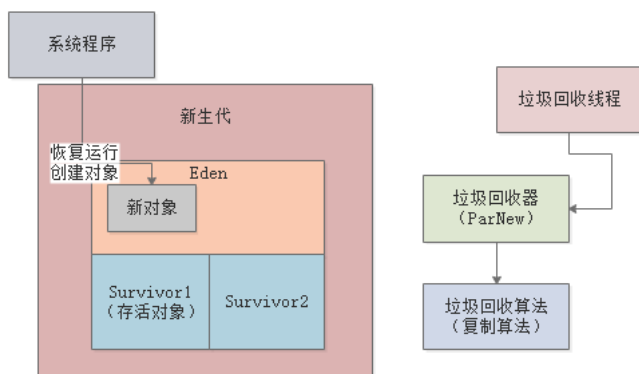 系统程序
新生代
恢复运行
创建对象
Eden
新对象
Survivor1
（存活对象）
Survivor2
垃圾回收线程
垃圾回收器
（ParNew）
垃圾回收算法
（复制算法）